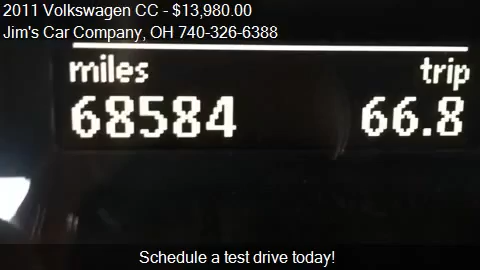 2011 Volkswagen CC - $13,980.00
Jim's Car Company, OH 740-326-6388
miles trip
68584 66.8
Schedule a test drive today!